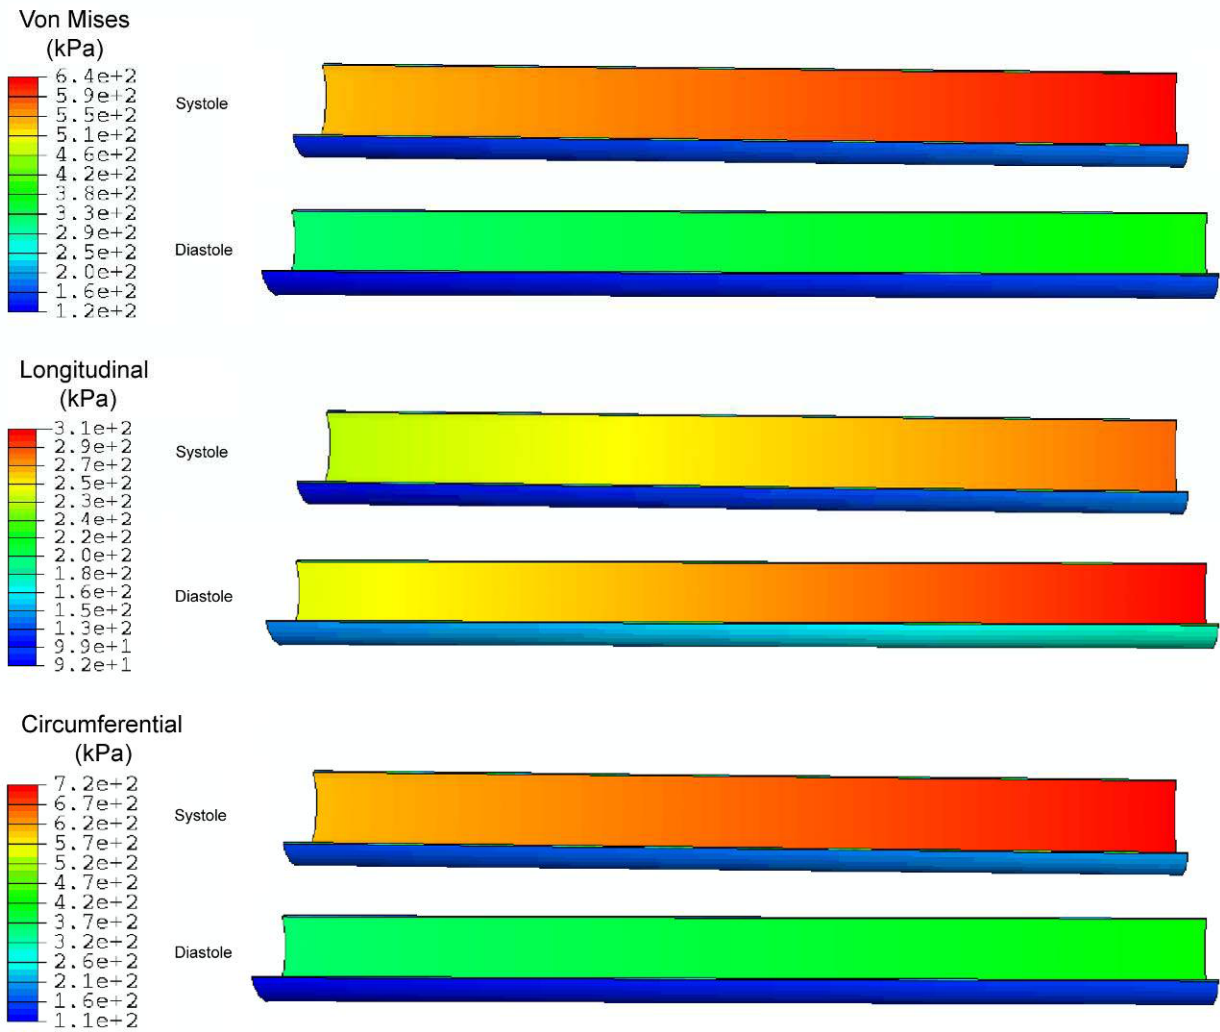 Von Mises
(kPa)
6.4e+2
5.9e+2
5.5e+2
5.1e+2
4.6e+2
4.2e+2
3.8e+2
3.3e+2
2.9e+2
2.5e+2
2.0e+2
1.6e+2
1.2e+2
Systole
Diastole
Longitudinal
(kPa)
3.1e+2
2.9e+2
2.7e+2
2.5e+2
2.3e+2
2.4e+2
2.2e+2
2.0e+2
1.8e+2
1.6e+2
1.5e+2
1.3e+2
9.9e+1
9.2e+1
Systole
Diastole
Circumferential
(kPa)
7.2e+2
6.7e+2
6.2e+2
5.7e+2
5.2e+2
4.7e+2
4.2e+2
3.7e+2
3.2e+2
2.6e+2
2.1e+2
1.6e+2
1.1e+2
Systole
Diastole